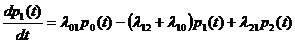 dp₁(t)/dt = λ₀₁p₀(t) − (λ₁₂ + λ₁₀)p₁(t) + λ₂₁p₂(t)